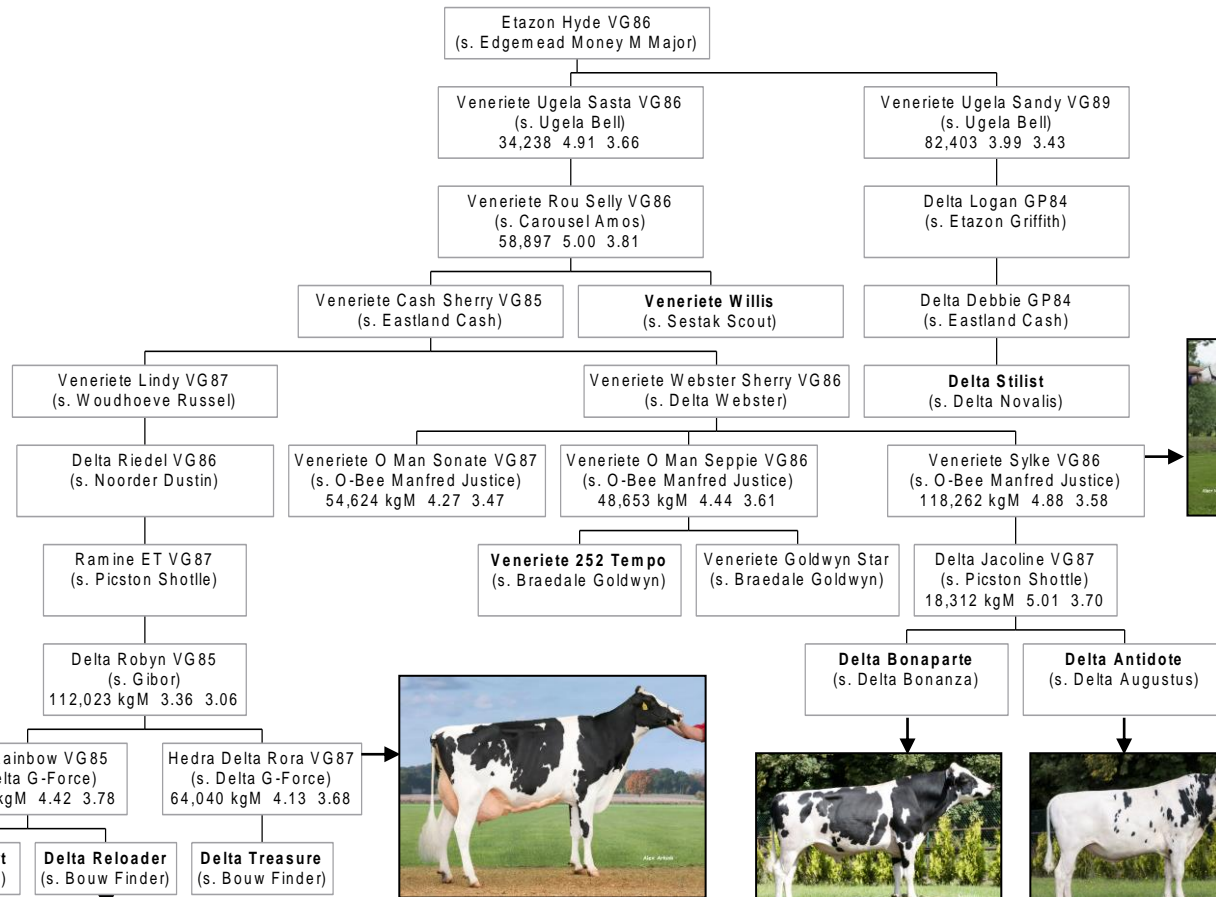 Etazon Hyde VG86
(s. Edgemead Money M Major)
Veneriete Ugela Sasta VG86
(s. Ugela Bell)
34,238 4.91 3.66
Veneriete Ugela Sandy VG89
(s. Ugela Bell)
82,403 3.99 3.43
Veneriete Rou Selly VG86
(s. Carousel Amos)
58,897 5.00 3.81
Delta Logan GP84
(s. Etazon Griffith)
Veneriete Cash Sherry VG85
(s. Eastland Cash)
Veneriete Willis
(s. Sestak Scout)
Delta Debbie GP84
(s. Eastland Cash)
Veneriete Lindy VG87
(s. Woudhoeve Russel)
Veneriete Webster Sherry VG86
(s. Delta Webster)
Delta Stilist
(s. Delta Novalis)
Delta Riedel VG86
(s. Noorder Dustin)
Veneriete O Man Sonate VG87
(s. O-Bee Manfred Justice)
54,624 kgM 4.27 3.47
Veneriete O Man Seppie VG86
(s. O-Bee Manfred Justice)
48,653 kgM 4.44 3.61
Veneriete Sylke VG86
(s. O-Bee Manfred Justice)
118,262 kgM 4.88 3.58
Ramine ET VG87
(s. Picston Shotlle)
Veneriete 252 Tempo
(s. Braedale Goldwyn)
Veneriete Goldwyn Star
(s. Braedale Goldwyn)
Delta Jacoline VG87
(s. Picston Shottle)
18,312 kgM 5.01 3.70
Delta Robyn VG85
(s. Gibor)
112,023 kgM 3.36 3.06
Delta Bonaparte
(s. Delta Bonanza)
Delta Antidote
(s. Delta Augustus)
ainbow VG85
lta G-Force)
kgM 4.42 3.78
Hedra Delta Rora VG87
(s. Delta G-Force)
64,040 kgM 4.13 3.68
t
)
Delta Reloader
(s. Bouw Finder)
Delta Treasure
(s. Bouw Finder)